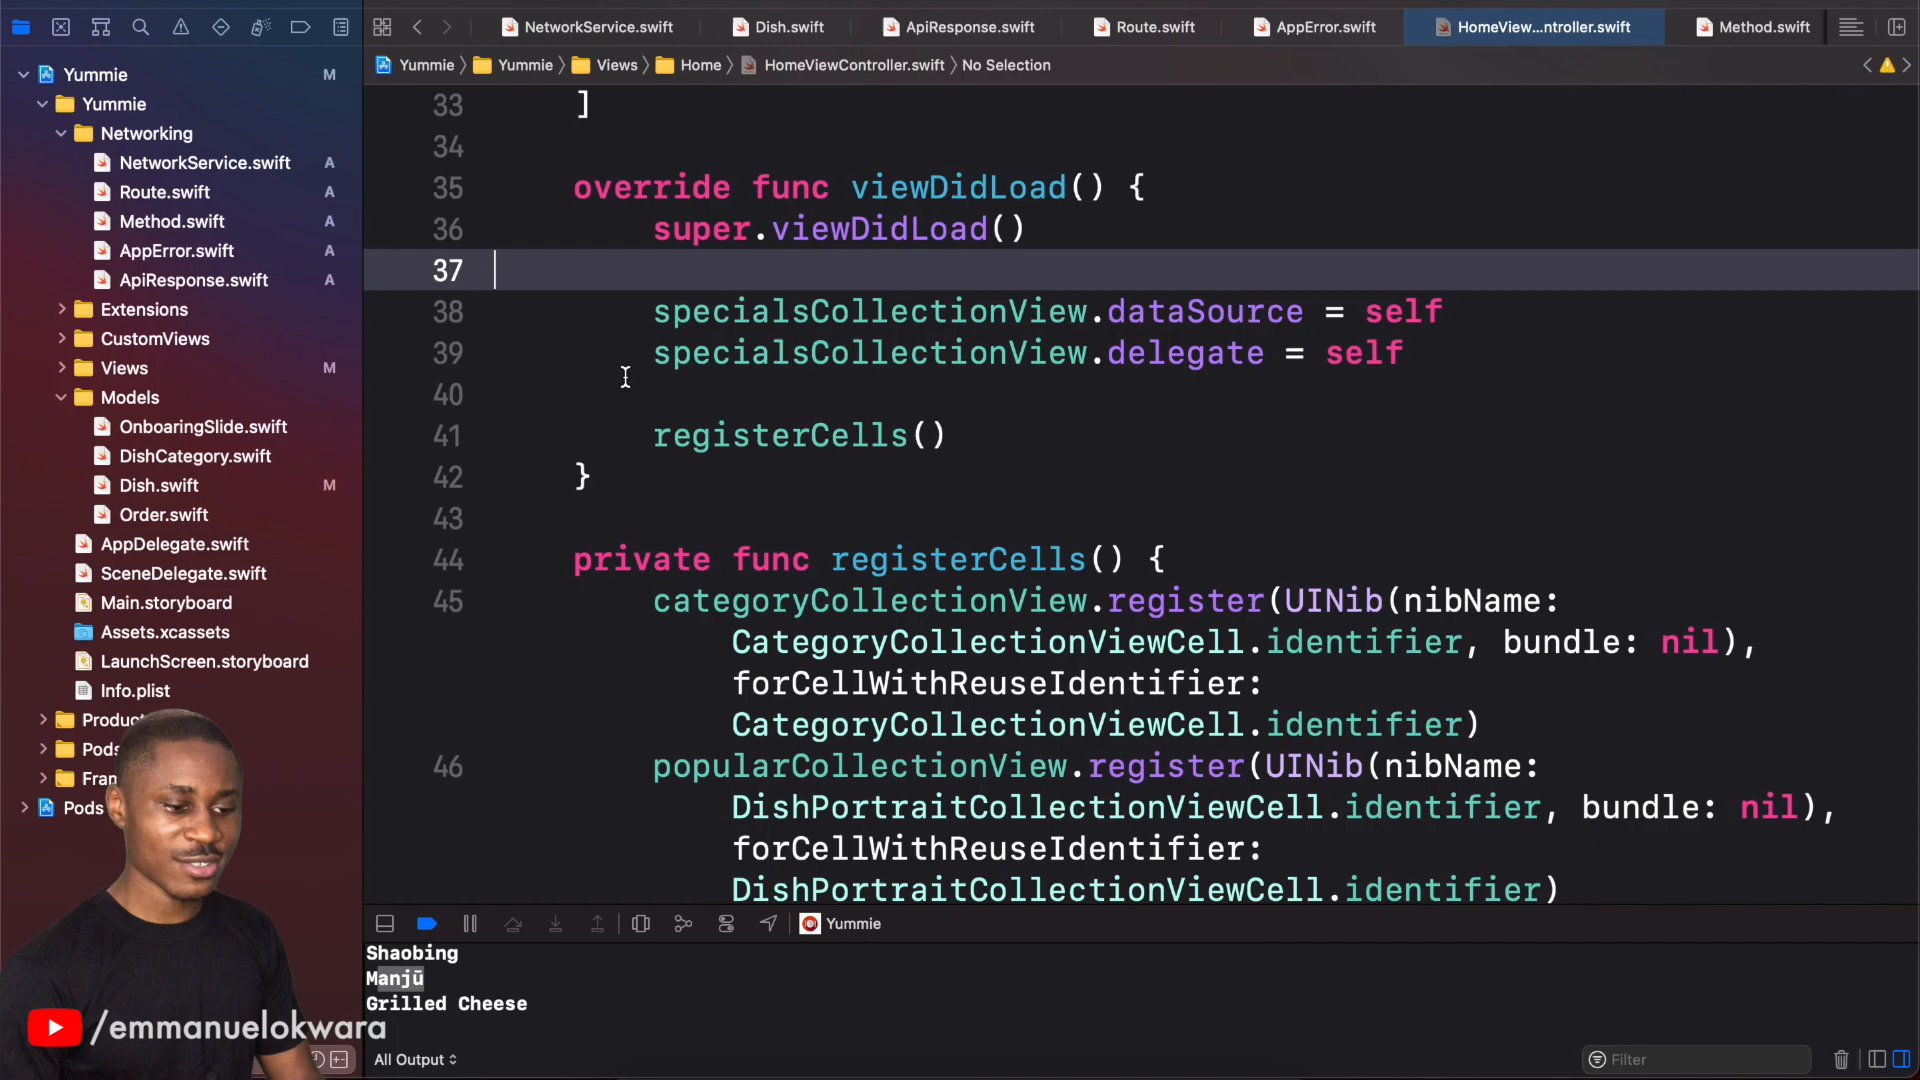 NetworkService.swift
Dish.swift
ApiResponse.swift
Route.swift
AppError.swift
HomeView...ntroller.swift
Method.swift
Yummie
Yummie
Views
Home
HomeViewController.swift
No Selection
Yummie M
Yummie
Networking
NetworkService.swift A
Route.swift A
Method.swift A
AppError.swift A
ApiResponse.swift A
Extensions
CustomViews
Views M
Models
OnboaringSlide.swift
DishCategory.swift
Dish.swift M
Order.swift
AppDelegate.swift
SceneDelegate.swift
Main.storyboard
Assets.xcassets
LaunchScreen.storyboard
Info.plist
Produc
Pods
Fran
Pods
33 ]
34
35 override func viewDidLoad() {
36 super.viewDidLoad()
37
38 specialsCollectionView.dataSource = self
39 specialsCollectionView.delegate = self
40
41 registerCells()
42 }
43
44 private func registerCells() {
45 categoryCollectionView.register(UINib(nibName:
CategoryCollectionViewCell.identifier, bundle: nil),
forCellWithReuseIdentifier:
CategoryCollectionViewCell.identifier)
46 popularCollectionView.register(UINib(nibName:
DishPortraitCollectionViewCell.identifier, bundle: nil),
forCellWithReuseIdentifier:
DishPortraitCollectionViewCell.identifier)
Yummie
Shaobing
Manjū
Grilled Cheese
/emmanuelokwara
All Output
Filter